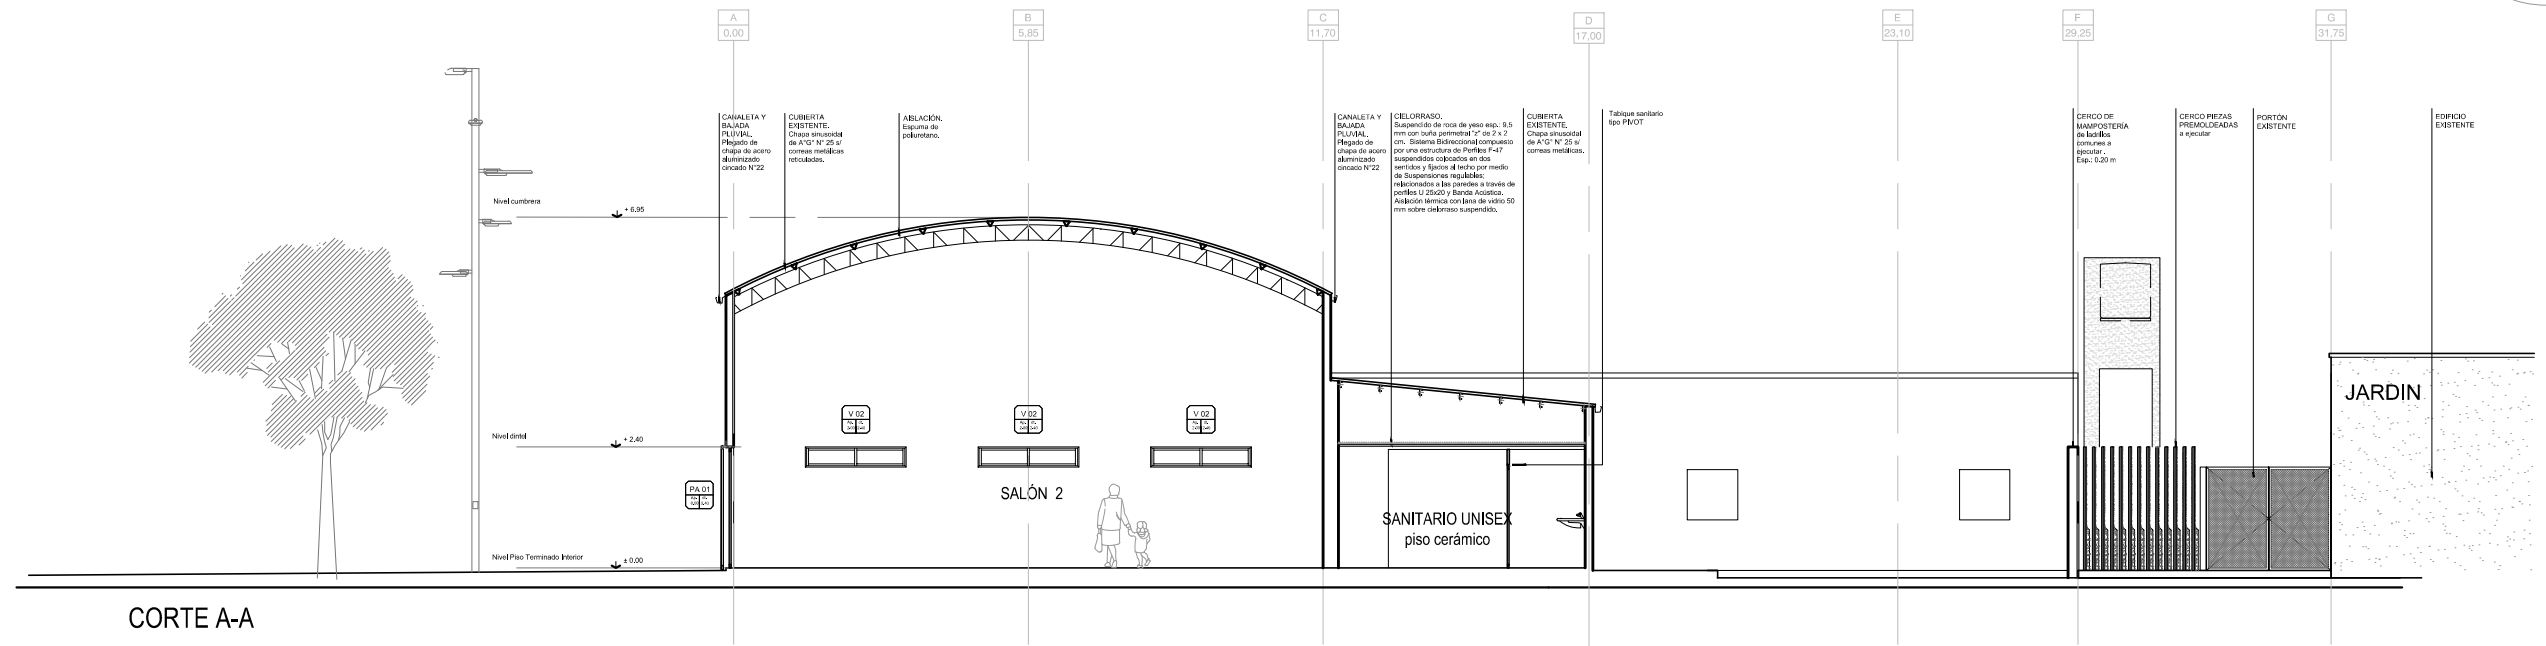 A
0,00
B
5,85
C
11,70
D
17,00
E
23,10
F
29,25
G
31,75
CANALETA Y
BAJADA
PLUVIAL.
Plegado de
chapa de acero
aluminizado
cincado N°22
CUBIERTA
EXISTENTE.
Chapa sinusoidal
de A°G° N° 25 s/
correas metálicas
reticuladas.
AISLACIÓN.
Espuma de
poliuretano.
CANALETA Y
BAJADA
PLUVIAL.
Plegado de
chapa de acero
aluminizado
cincado N°22
CIELORRASO.
Suspendido de roca de yeso esp.: 9,5
mm con buña perimetral "z" de 2 x 2
cm. Sistema Bidireccional compuesto
por una estructura de Perfiles F-47
suspendidos colocados en dos
sentidos y fijados al techo por medio
de Suspensiones regulables;
relacionados a las paredes a través de
perfiles U 25x20 y Banda Acústica.
Aislación térmica con lana de vidrio 50
mm sobre cielorraso suspendido.
CUBIERTA
EXISTENTE.
Chapa sinusoidal
de A°G° N° 25 s/
correas metálicas.
Tabique sanitario
tipo PIVOT
CERCO DE
MAMPOSTERÍA
de ladrillos
comunes a
ejecutar .
Esp.: 0.20 m
CERCO PIEZAS
PREMOLDEADAS
a ejecutar
PORTÓN
EXISTENTE
EDIFICIO
EXISTENTE
Nivel cumbrera
+ 6.95
Nivel dintel
+ 2.40
Nivel Piso Terminado Interior
± 0.00
V 02
V 02
V 02
PA 01
SALÓN 2
SANITARIO UNISEX
piso cerámico
JARDIN
CORTE A-A